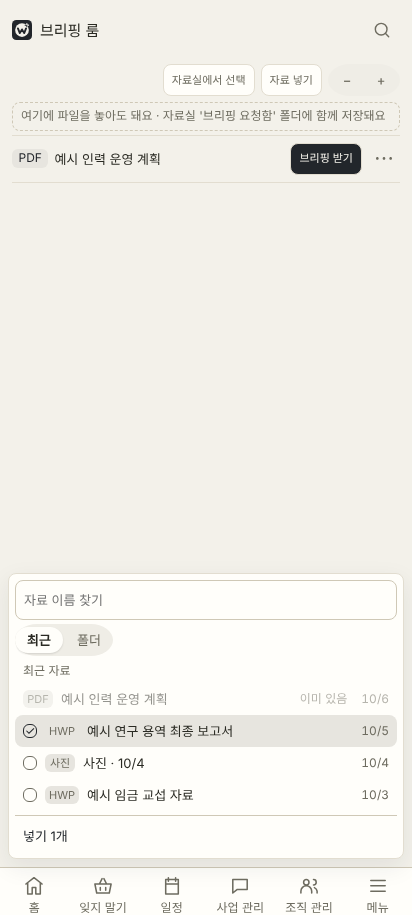 브리핑 룸
자료실에서 선택 자료 넣기 − +
여기에 파일을 놓아도 돼요 · 자료실 '브리핑 요청함' 폴더에 함께 저장돼요
PDF 예시 인력 운영 계획 브리핑 받기 ···
자료 이름 찾기
최근 폴더
최근 자료
PDF 예시 인력 운영 계획 이미 있음 10/6
HWP 예시 연구 용역 최종 보고서 10/5
사진 사진 · 10/4 10/4
HWP 예시 임금 교섭 자료 10/3
넣기 1개
홈 잊지 말기 일정 사업 관리 조직 관리 메뉴